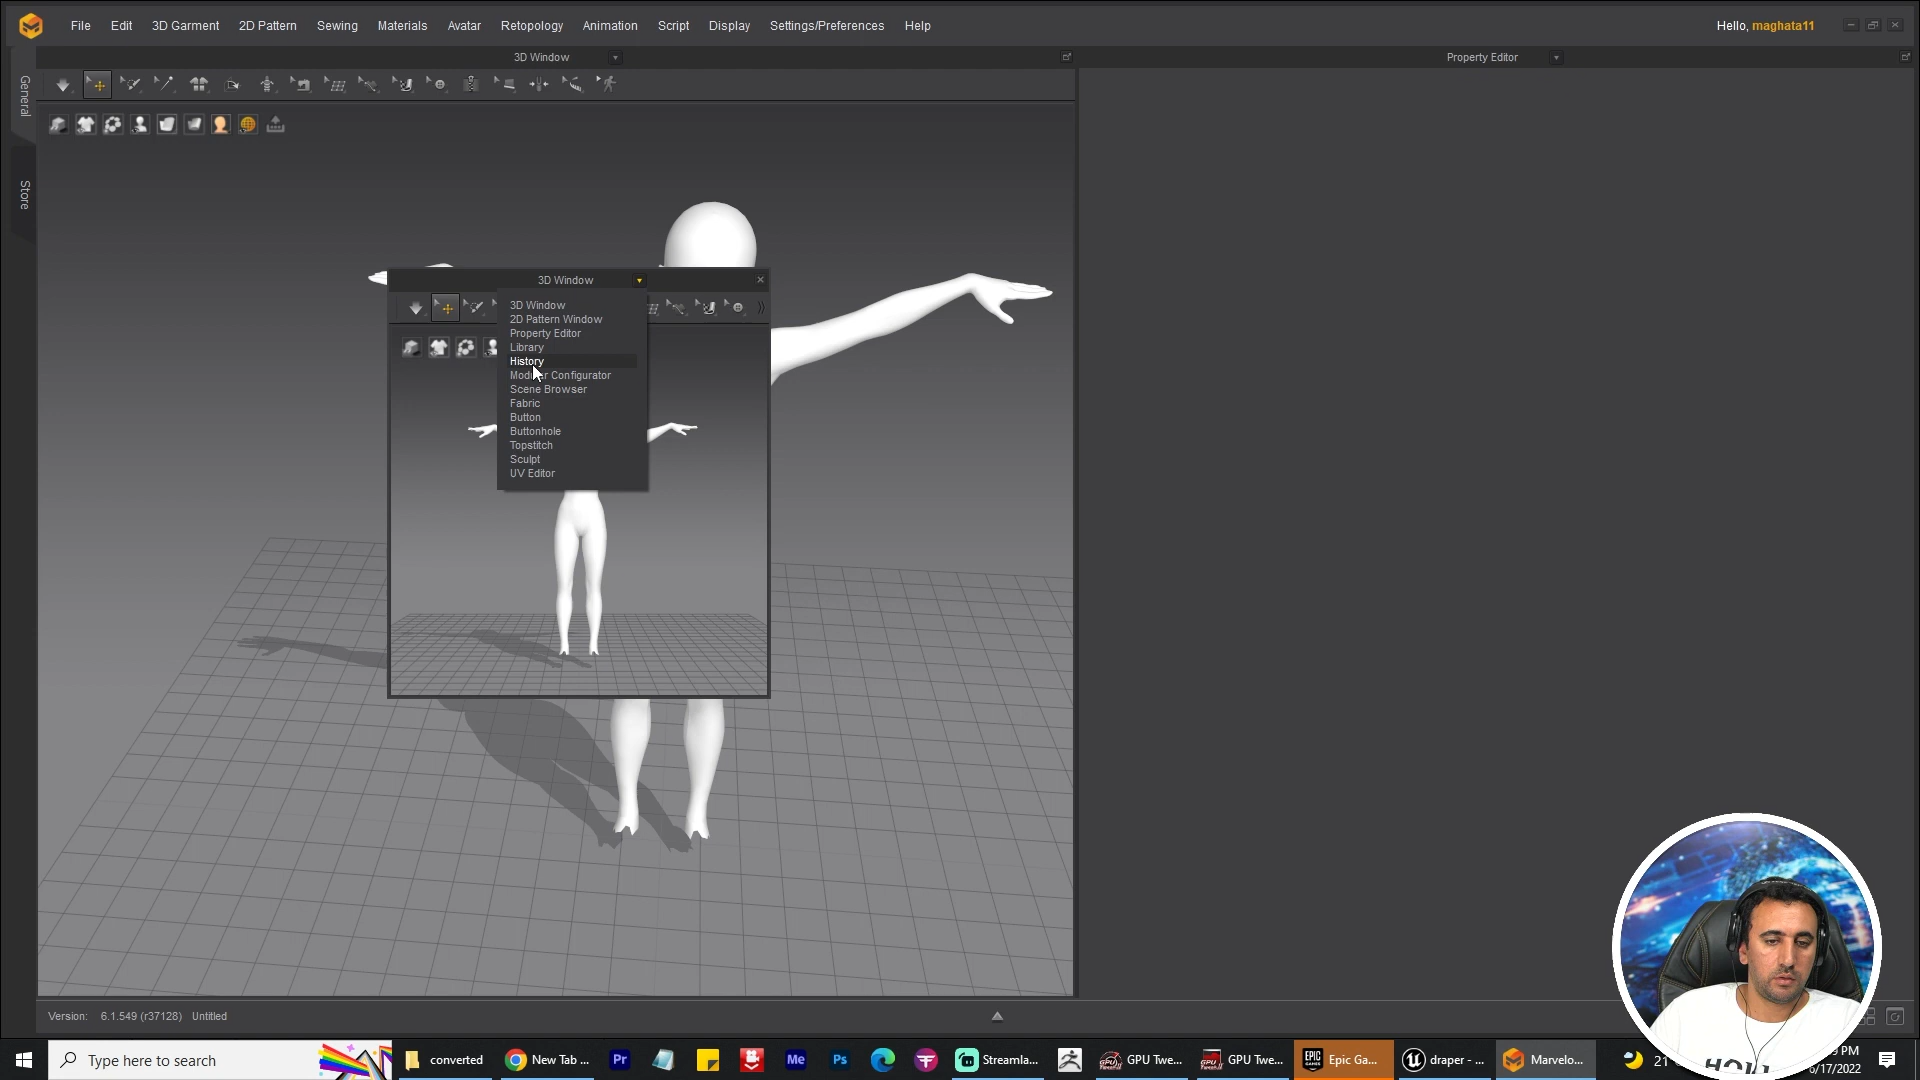 File Edit 3D Garment 2D Pattern Sewing Materials Avatar Retopology Animation Script Display Settings/Preferences Help Hello, maghata11
3D Window Property Editor
General
Store
3D Window
3D Window
2D Pattern Window
Property Editor
Library
History
Scene Browser
Fabric
Button
Buttonhole
Topstitch
Sculpt
UV Editor
Version: 6.1.549 (r37128) Untitled
Type here to search converted New Tab ... Pr Me Ps Streamla... GPU Twe... GPU Twe... EPIC GAMES Epic Ga... draper - ... Marvelo...